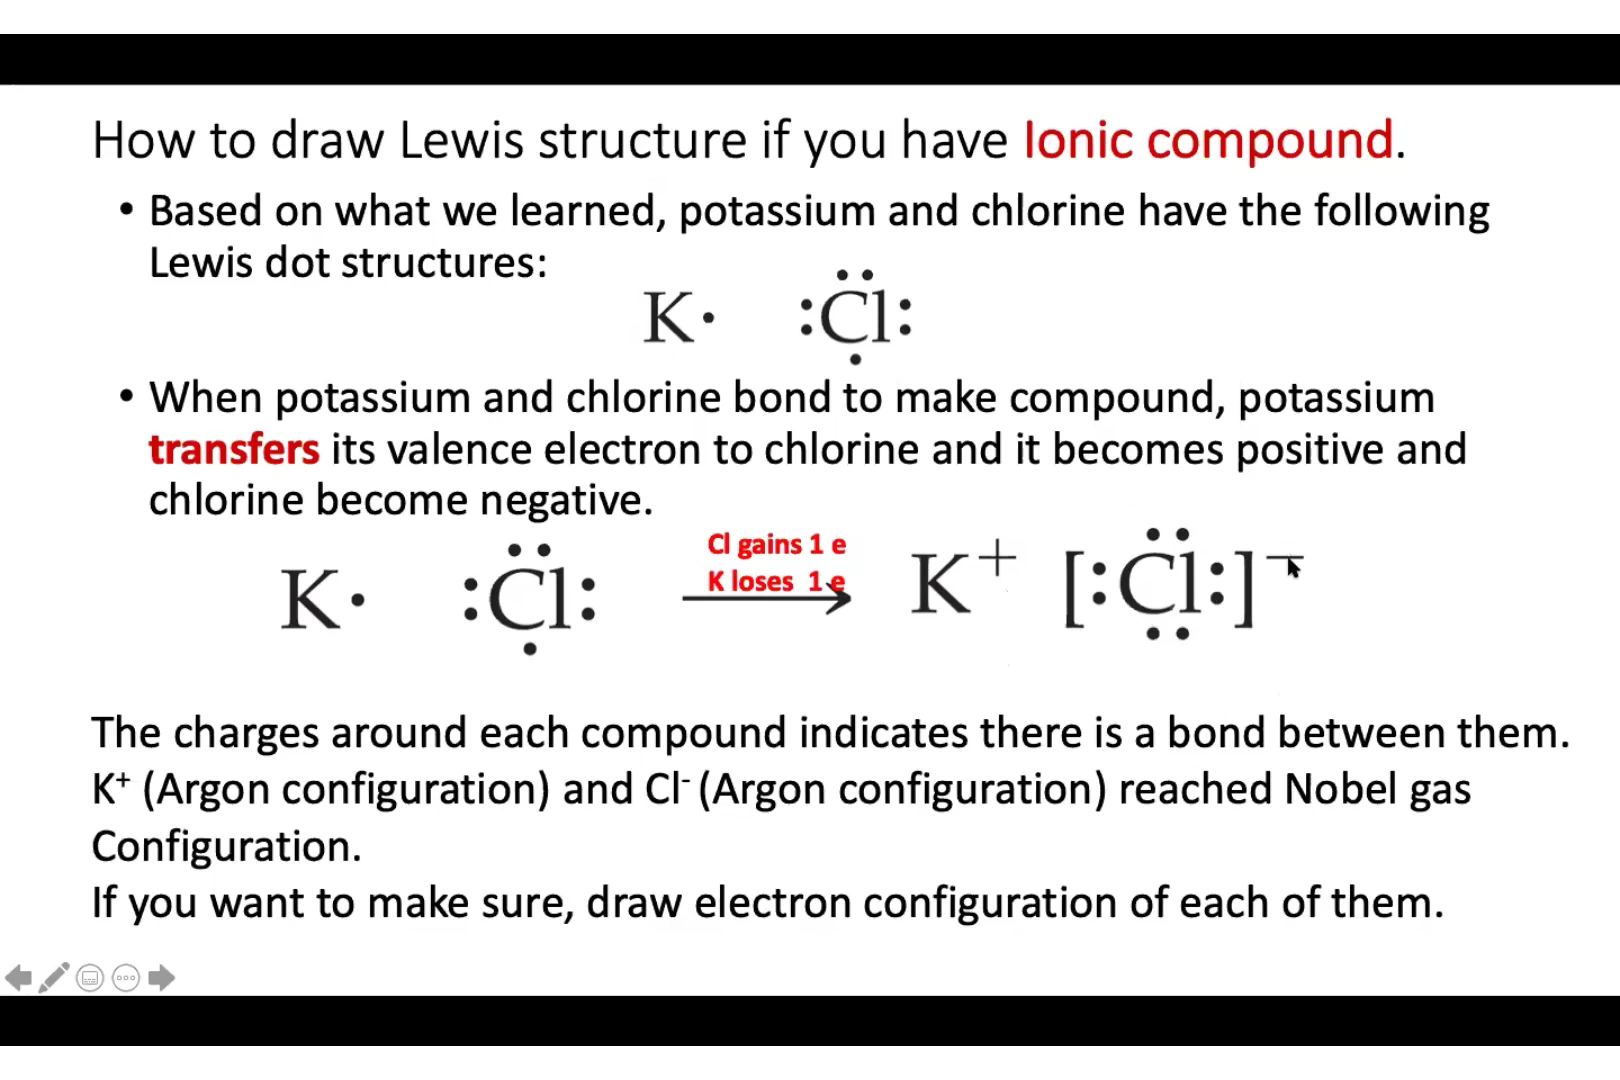 How to draw Lewis structure if you have Ionic compound.
• Based on what we learned, potassium and chlorine have the following
Lewis dot structures:
K· :Cl:
• When potassium and chlorine bond to make compound, potassium
transfers its valence electron to chlorine and it becomes positive and
chlorine become negative.
Cl gains 1 e
K loses 1 e
K· :Cl: → K⁺ [:Cl:]⁻
The charges around each compound indicates there is a bond between them.
K⁺ (Argon configuration) and Cl⁻ (Argon configuration) reached Nobel gas
Configuration.
If you want to make sure, draw electron configuration of each of them.